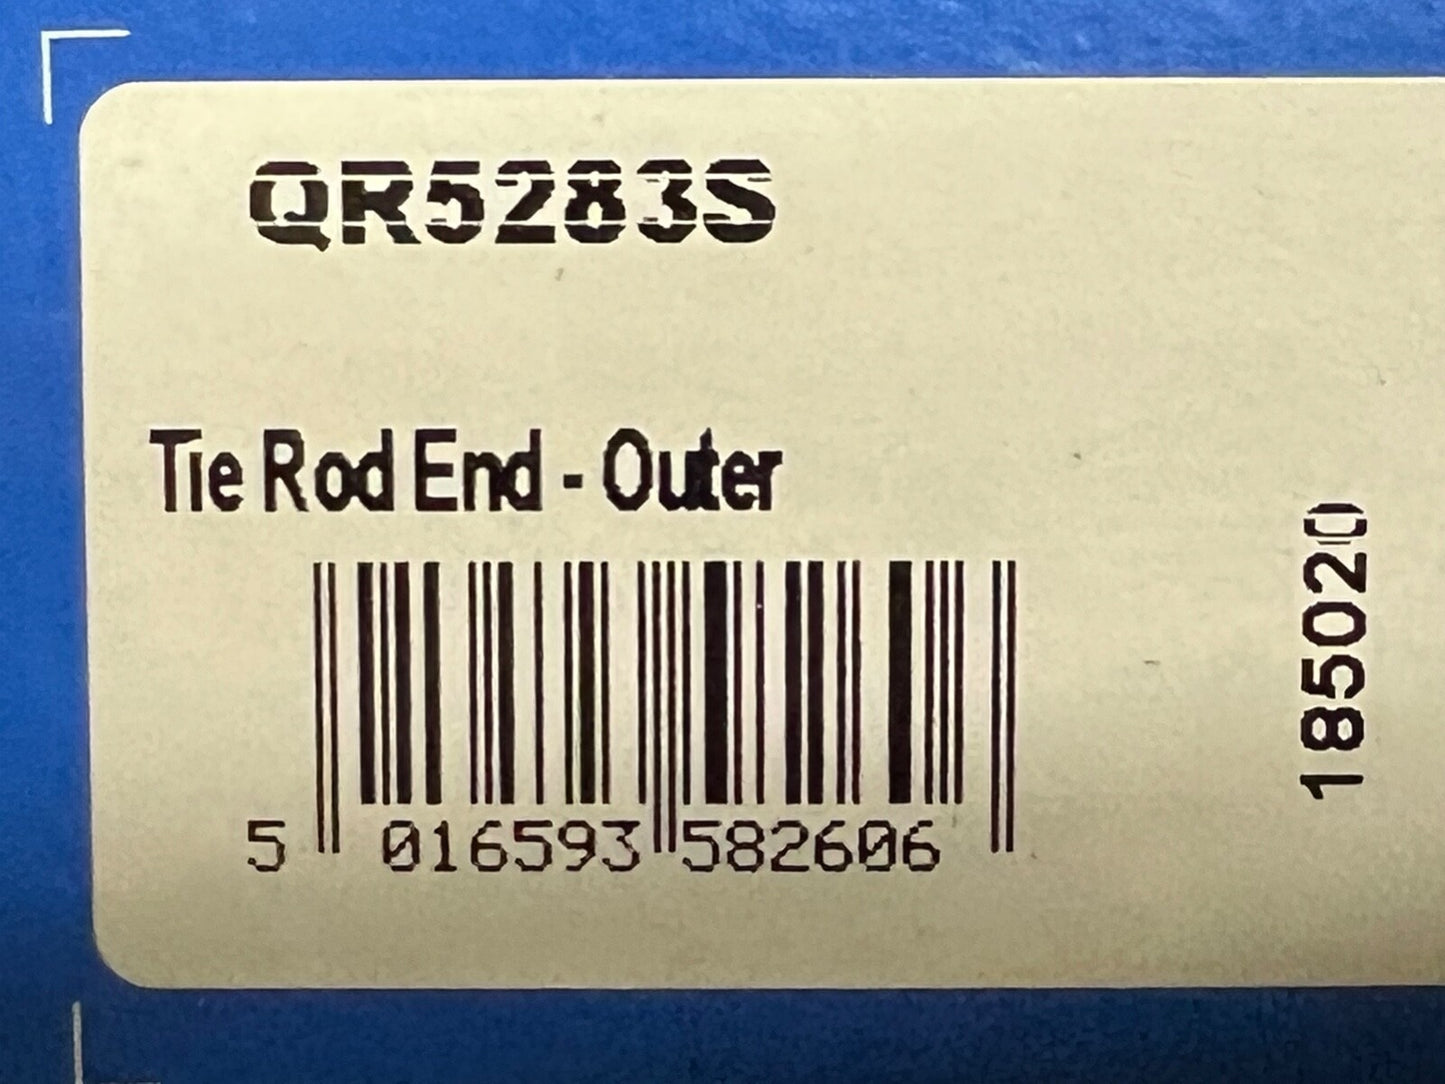 QR5283S
Tie Rod End - Outer
5 016593 582606
185020